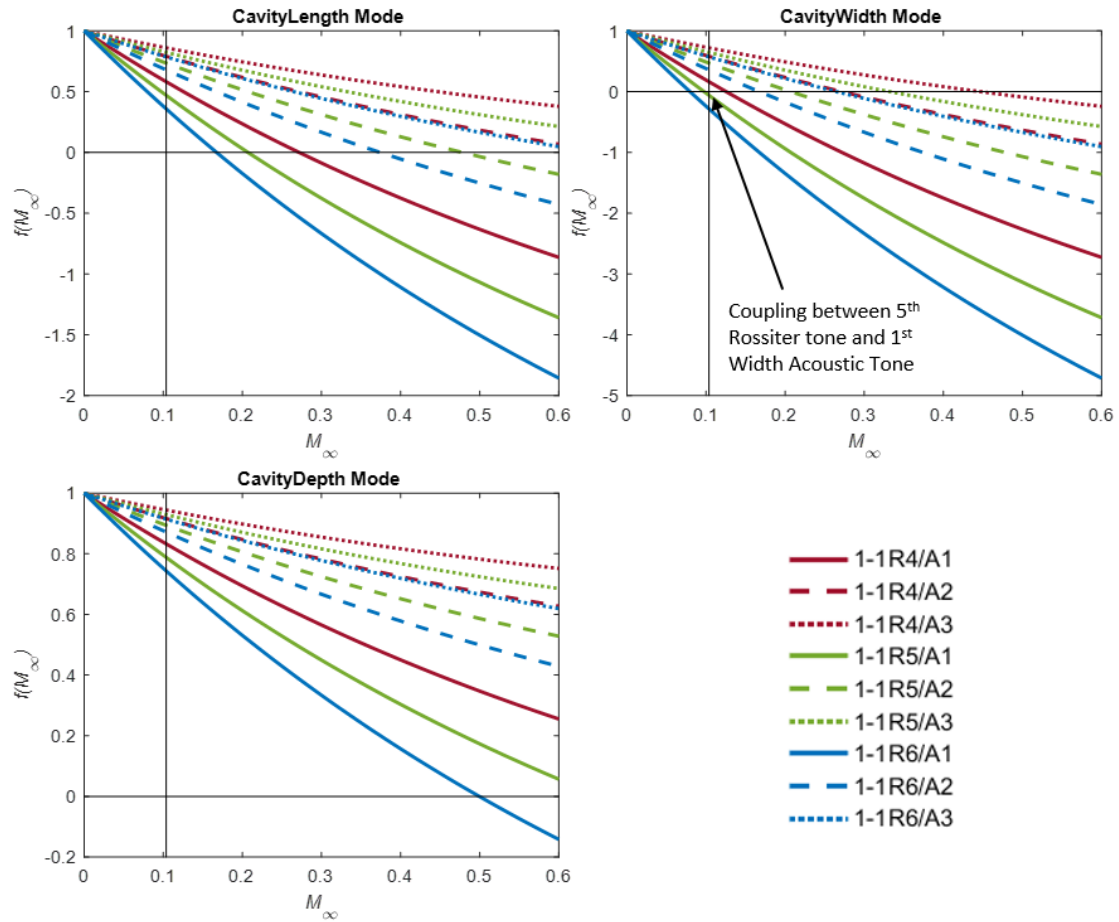 CavityLength Mode
1
0.5
0
-0.5
-1
-1.5
-2
f(M∞)
0 0.1 0.2 0.3 0.4 0.5 0.6
M∞
CavityWidth Mode
1
0
-1
-2
-3
-4
-5
f(M∞)
Coupling between 5th
Rossiter tone and 1st
Width Acoustic Tone
0 0.1 0.2 0.3 0.4 0.5 0.6
M∞
CavityDepth Mode
1
0.8
0.6
0.4
0.2
0
-0.2
f(M∞)
0 0.1 0.2 0.3 0.4 0.5 0.6
M∞
1-1R4/A1
1-1R4/A2
1-1R4/A3
1-1R5/A1
1-1R5/A2
1-1R5/A3
1-1R6/A1
1-1R6/A2
1-1R6/A3